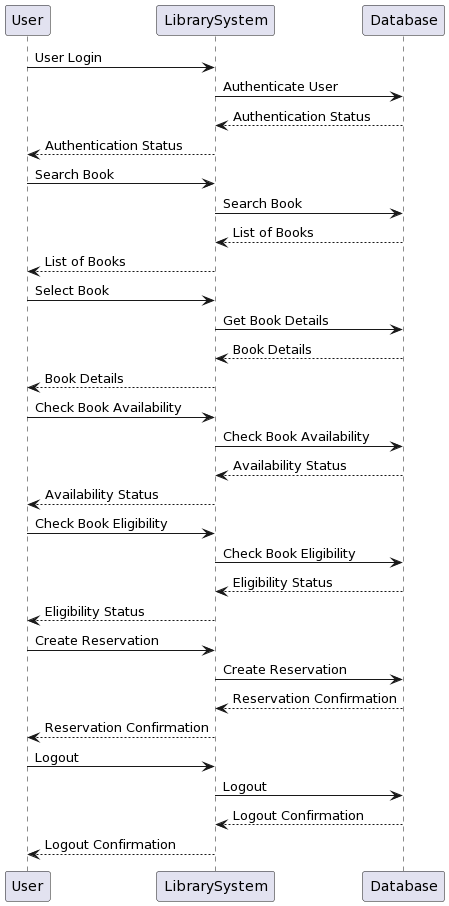 User LibrarySystem Database
User Login
Authenticate User
Authentication Status
Authentication Status
Search Book
Search Book
List of Books
List of Books
Select Book
Get Book Details
Book Details
Book Details
Check Book Availability
Check Book Availability
Availability Status
Availability Status
Check Book Eligibility
Check Book Eligibility
Eligibility Status
Eligibility Status
Create Reservation
Create Reservation
Reservation Confirmation
Reservation Confirmation
Logout
Logout
Logout Confirmation
Logout Confirmation
User LibrarySystem Database